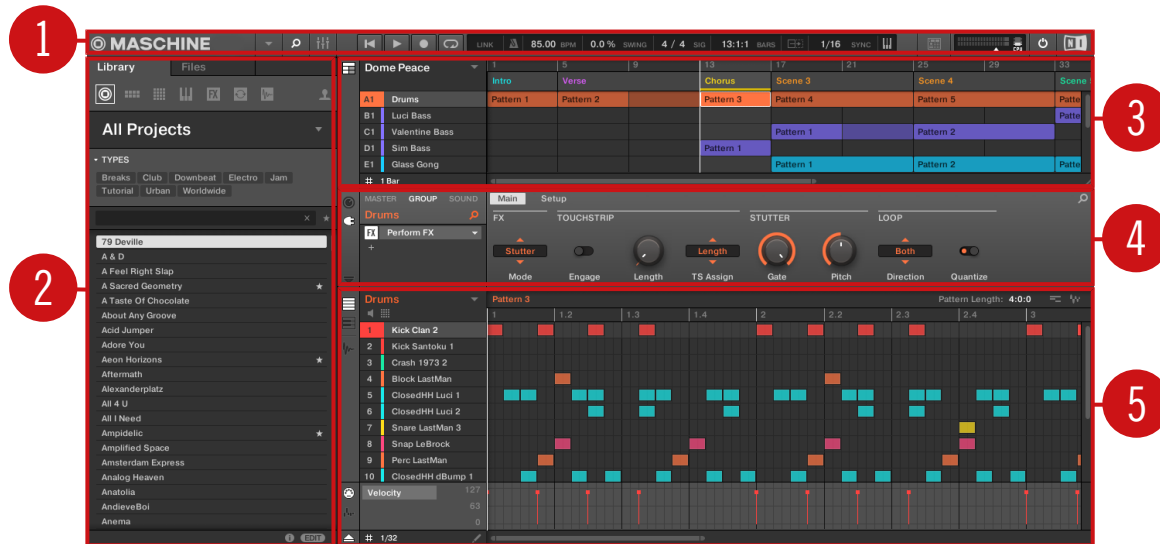 1
MASCHINE
LINK
85.00 BPM
0.0 % SWING
4 / 4 SIG
13:1:1 BARS
1/16 SYNC
CPU
NI
2
Library
Files
FX
All Projects
TYPES
Breaks Club Downbeat Electro Jam
Tutorial Urban Worldwide
79 Deville
A & D
A Feel Right Slap
A Sacred Geometry
A Taste Of Chocolate
About Any Groove
Acid Jumper
Adore You
Aeon Horizons
Aftermath
Alexanderplatz
All 4 U
All I Need
Ampidelic
Amplified Space
Amsterdam Express
Analog Heaven
Anatolia
AndieveBoi
Anema
EDIT
3
Dome Peace
1 5 9 13 17 21 25 29 33
Intro Verse Chorus Scene 3 Scene 4 Scene
A1 Drums Pattern 1 Pattern 2 Pattern 3 Pattern 4 Pattern 5 Patte
B1 Luci Bass Patte
C1 Valentine Bass Pattern 1 Pattern 2
D1 Sim Bass Pattern 1
E1 Glass Gong Pattern 1 Pattern 2 Patte
# 1 Bar
4
MASTER GROUP SOUND
Drums
FX Perform FX
+
Main Setup
FX TOUCHSTRIP STUTTER LOOP
Stutter Length Both
Mode Engage Length TS Assign Gate Pitch Direction Quantize
5
Drums
Pattern 3
Pattern Length: 4:0:0
1 1.2 1.3 1.4 2 2.2 2.3 2.4 3
1 Kick Clan 2
2 Kick Santoku 1
3 Crash 1973 2
4 Block LastMan
5 ClosedHH Luci 1
6 ClosedHH Luci 2
7 Snare LastMan 3
8 Snap LeBrock
9 Perc LastMan
10 ClosedHH dBump 1
Velocity
127
63
0
# 1/32